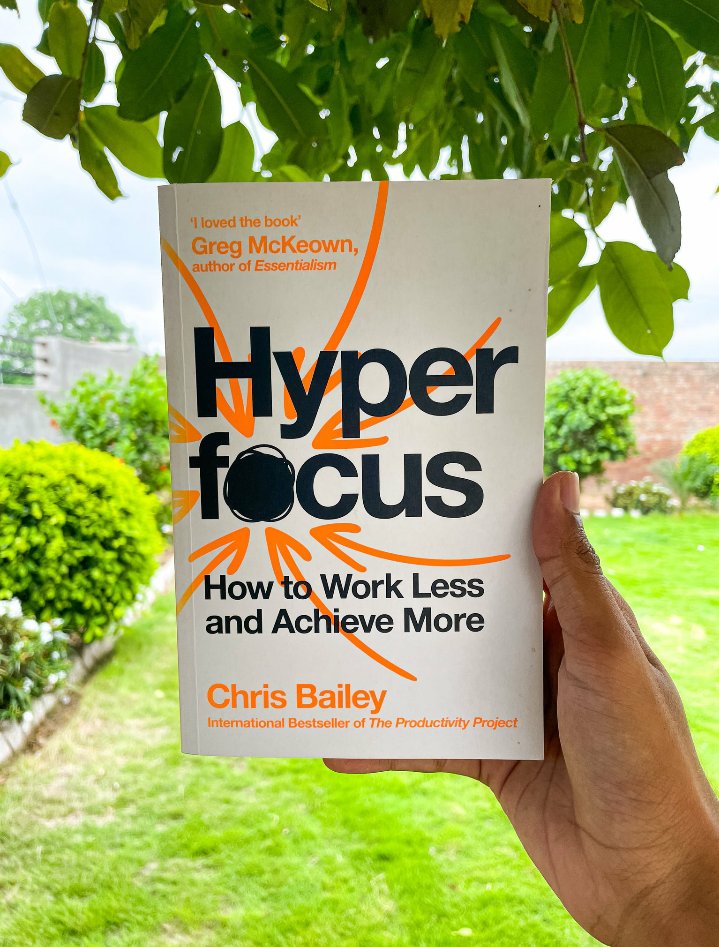 'I loved the book'
Greg McKeown,
author of Essentialism
Hyper
focus
How to Work Less
and Achieve More
Chris Bailey
International Bestseller of The Productivity Project